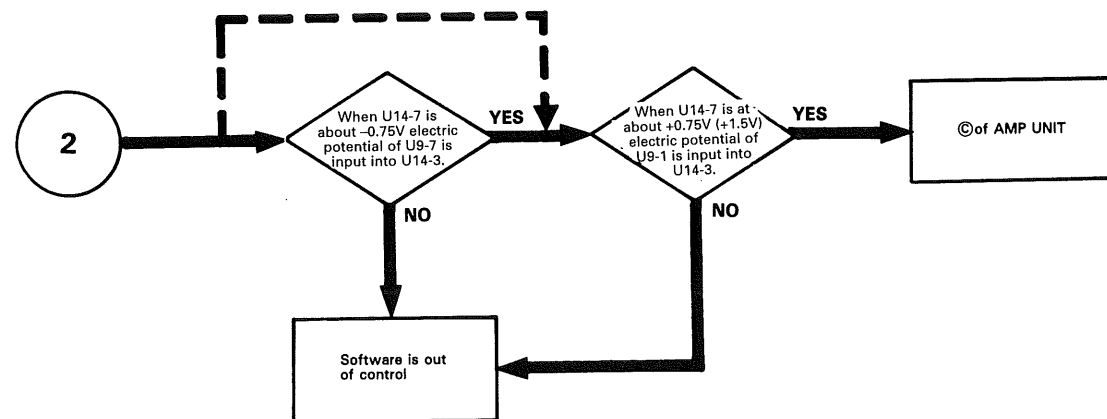 2
When U14-7 is
about –0.75V electric
potential of U9-7 is
input into U14-3.
YES
NO
When U14-7 is at
about +0.75V (+1.5V)
electric potential of
U9-1 is input into
U14-3.
YES
NO
Ⓒof AMP UNIT
Software is out
of control